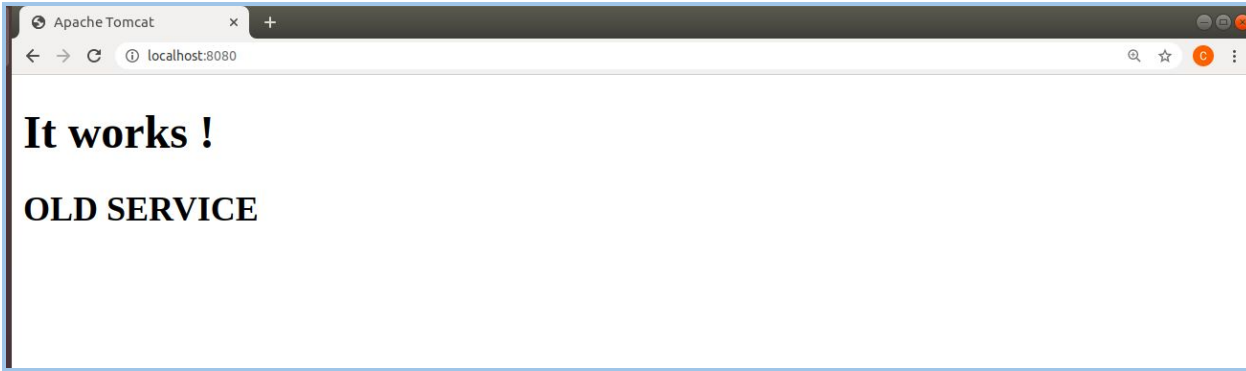 Apache Tomcat
localhost:8080
C
It works !
OLD SERVICE